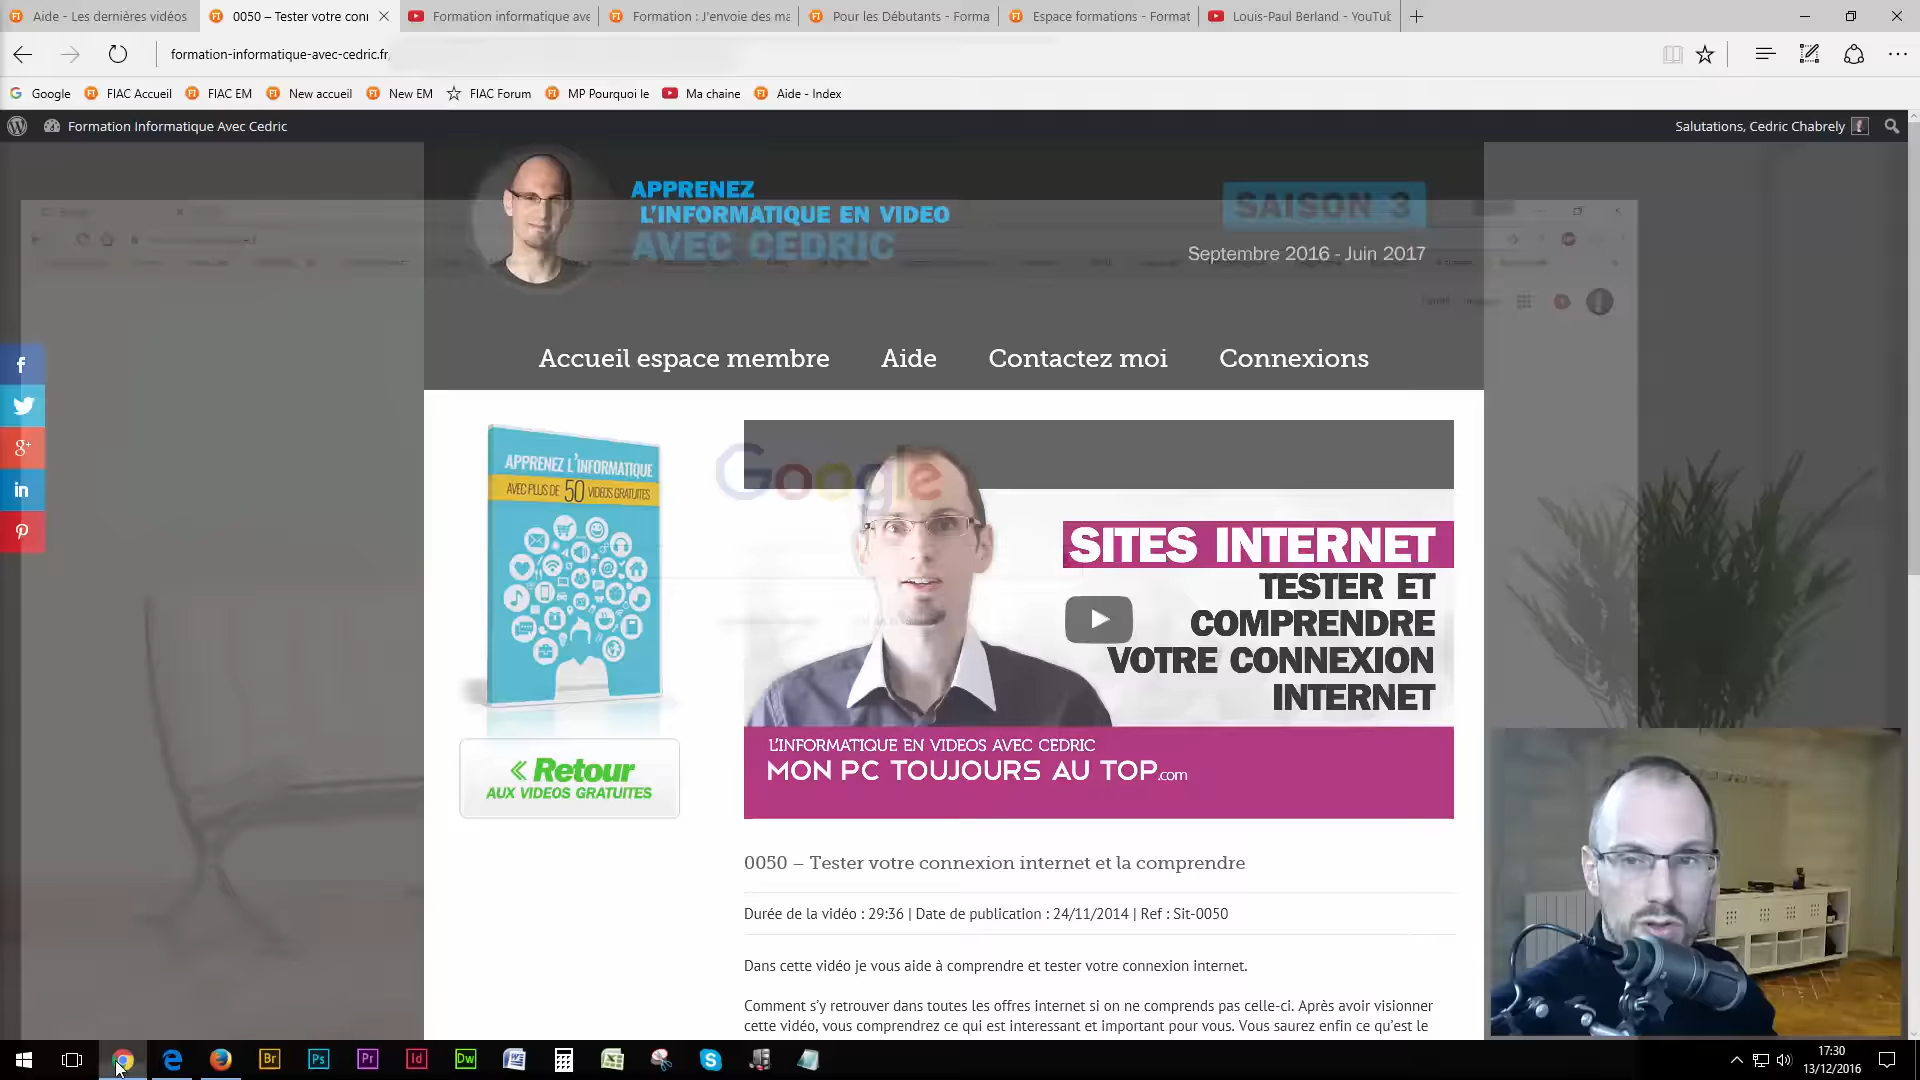 Aide - Les dernières vidéos
0050 – Tester votre conn
Formation informatique ave
Formation : J'envoie des ma
Pour les Débutants - Forma
Espace formations - Format
Louis-Paul Berland - YouTub
formation-informatique-avec-cedric.fr
Google
FIAC Accueil
FIAC EM
New accueil
New EM
FIAC Forum
MP Pourquoi le
Ma chaine
Aide - Index
Formation Informatique Avec Cedric
Salutations, Cedric Chabrely
APPRENEZ
L'INFORMATIQUE EN VIDEO
AVEC CEDRIC
SAISON 3
Septembre 2016 - Juin 2017
Accueil espace membre
Aide
Contactez moi
Connexions
APPRENEZ L'INFORMATIQUE
AVEC PLUS DE 50 VIDEOS GRATUITES
« Retour
AUX VIDEOS GRATUITES
Google
SITES INTERNET
TESTER ET
COMPRENDRE
VOTRE CONNEXION
INTERNET
L'INFORMATIQUE EN VIDEOS AVEC CEDRIC
MON PC TOUJOURS AU TOP.com
0050 – Tester votre connexion internet et la comprendre
Durée de la vidéo : 29:36 | Date de publication : 24/11/2014 | Ref : Sit-0050
Dans cette vidéo je vous aide à comprendre et tester votre connexion internet.
Comment s'y retrouver dans toutes les offres internet si on ne comprends pas celle-ci. Après avoir visionner
cette vidéo, vous comprendrez ce qui est interessant et important pour vous. Vous saurez enfin ce qu'est le
Br
Ps
Pr
Id
Dw
17:30
13/12/2016